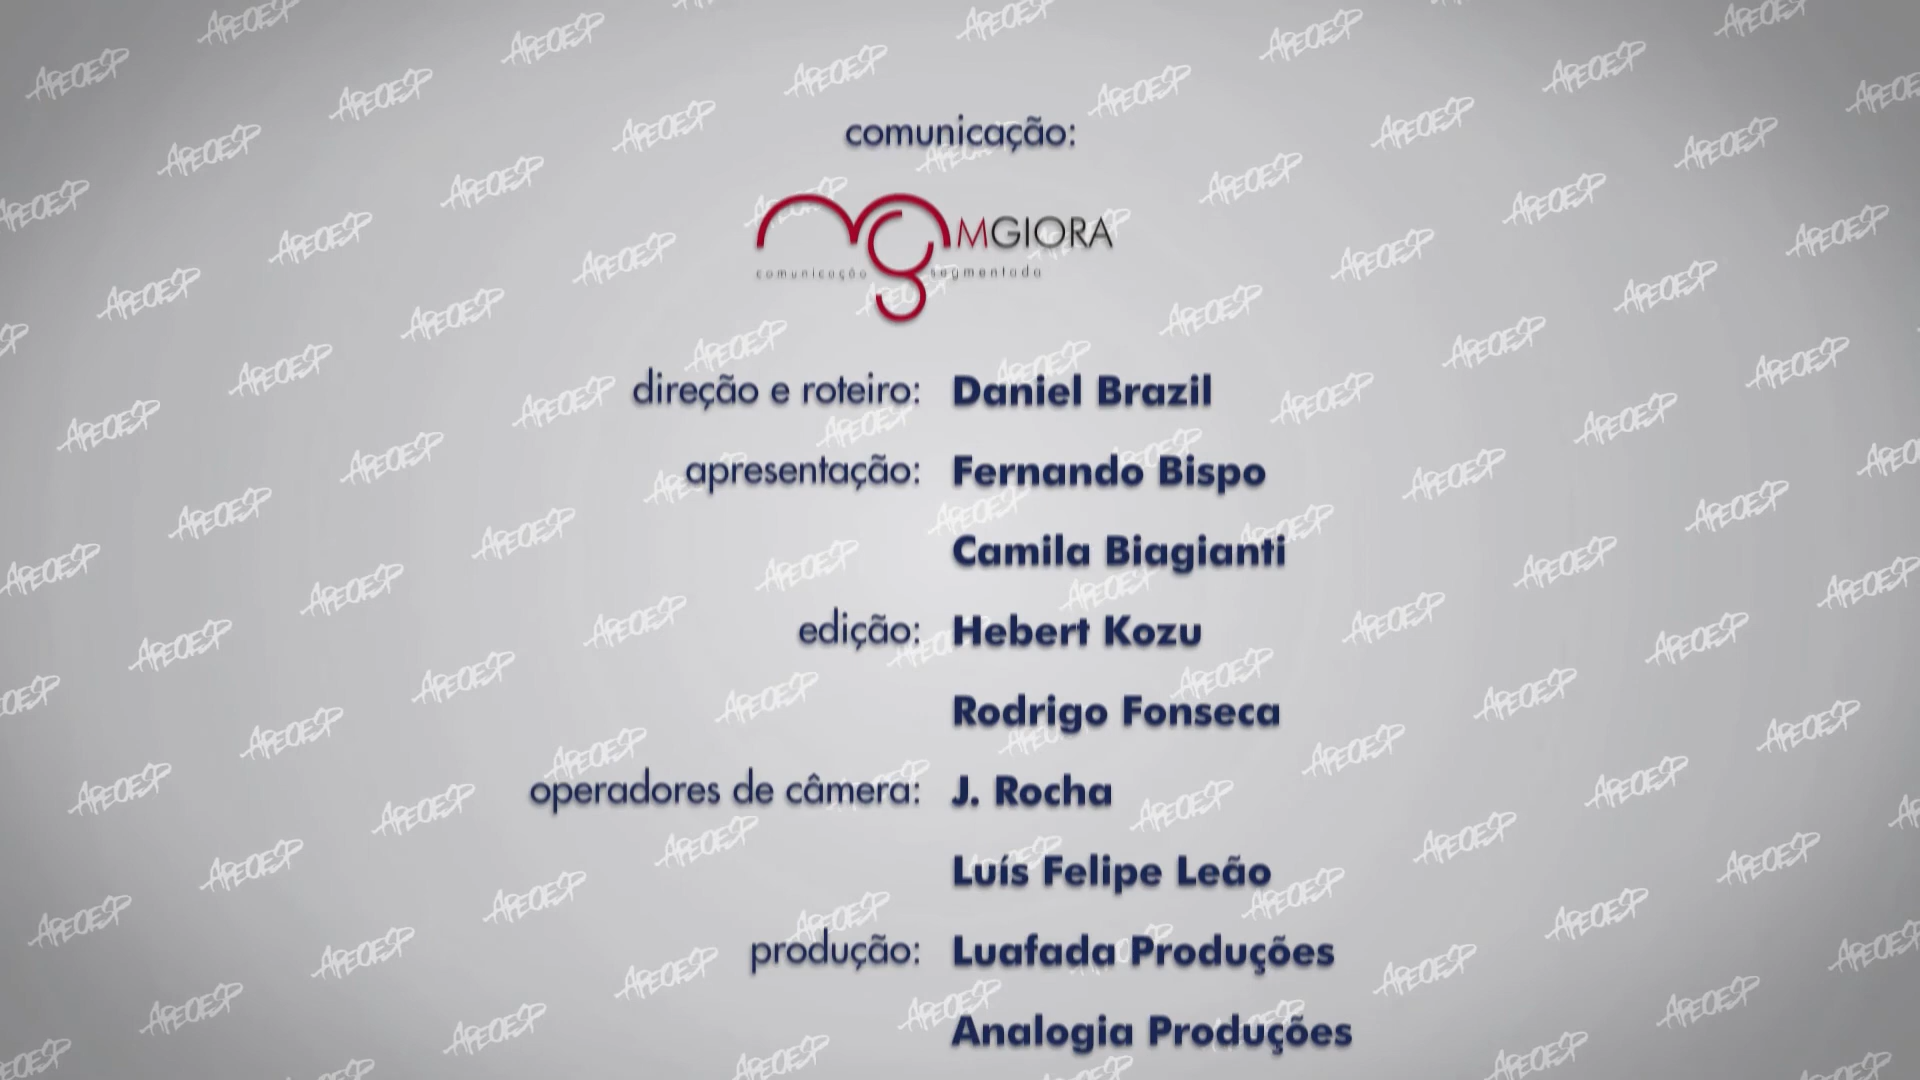 comunicação:
MGIORA
comunicação segmentada
direção e roteiro: Daniel Brazil
apresentação: Fernando Bispo
Camila Biagianti
edição: Hebert Kozu
Rodrigo Fonseca
operadores de câmera: J. Rocha
Luís Felipe Leão
produção: Luafada Produções
Analogia Produções
APEOESP